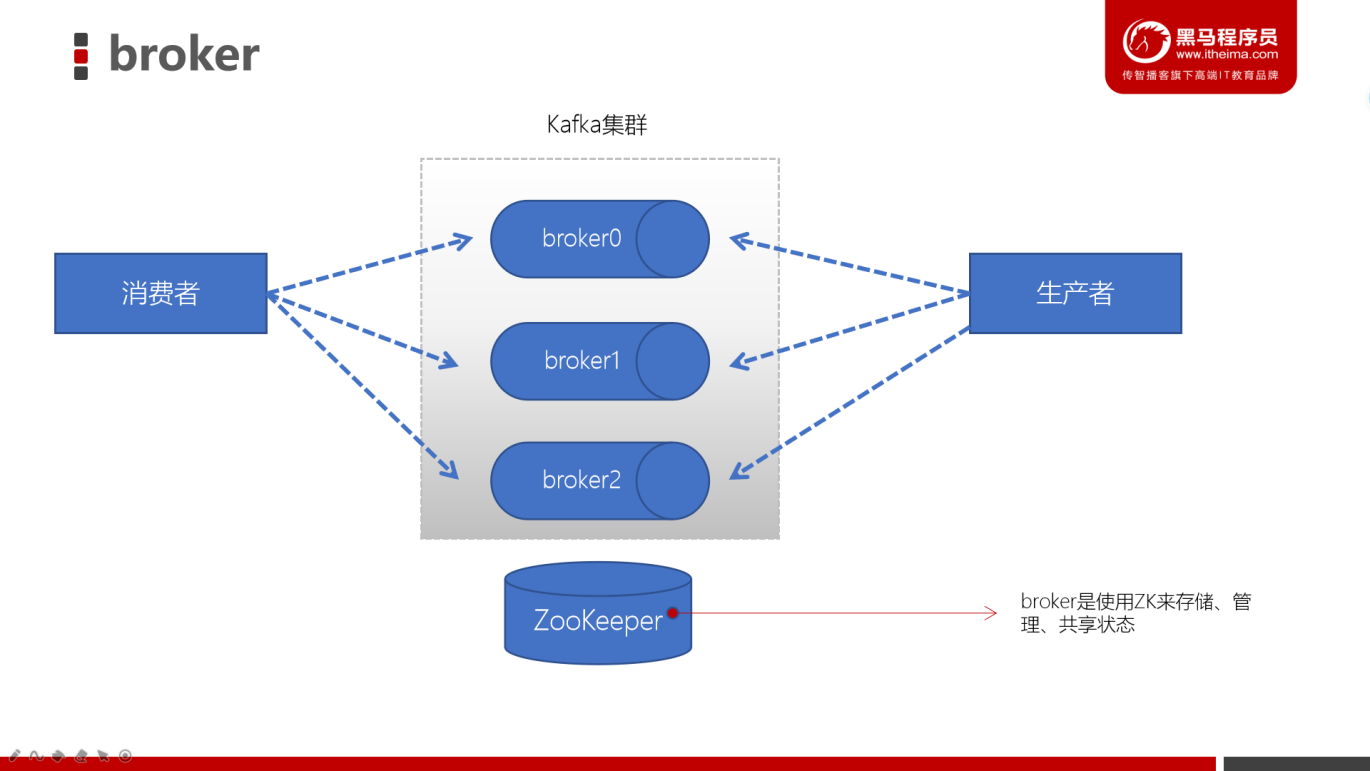 broker
黑马程序员
www.itheima.com
传智播客旗下高端IT教育品牌
Kafka集群
broker0
消费者
生产者
broker1
broker2
ZooKeeper
broker是使用ZK来存储、管
理、共享状态